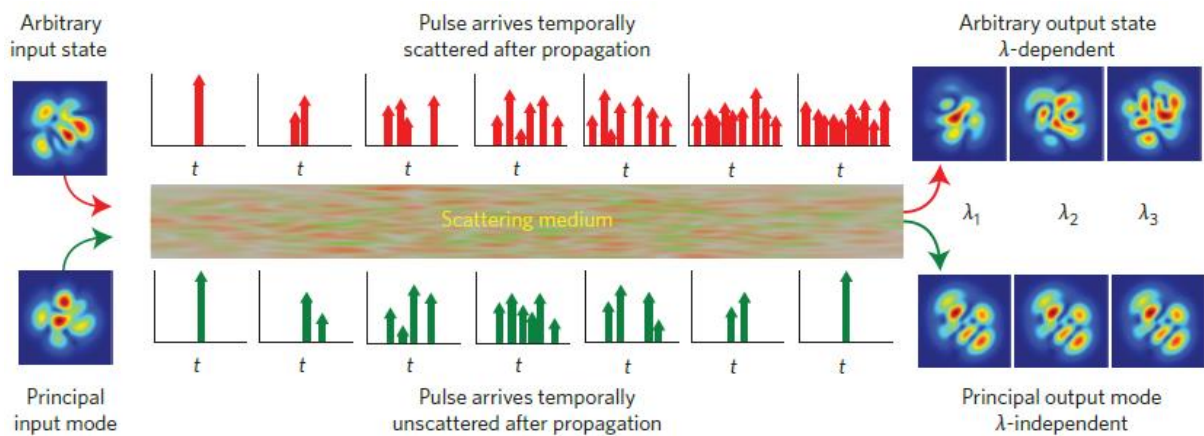 Arbitrary
input state
Pulse arrives temporally
scattered after propagation
Arbitrary output state
λ-dependent
t t t t t t t
Scattering medium
λ₁ λ₂ λ₃
t t t t t t t
Principal
input mode
Pulse arrives temporally
unscattered after propagation
Principal output mode
λ-independent